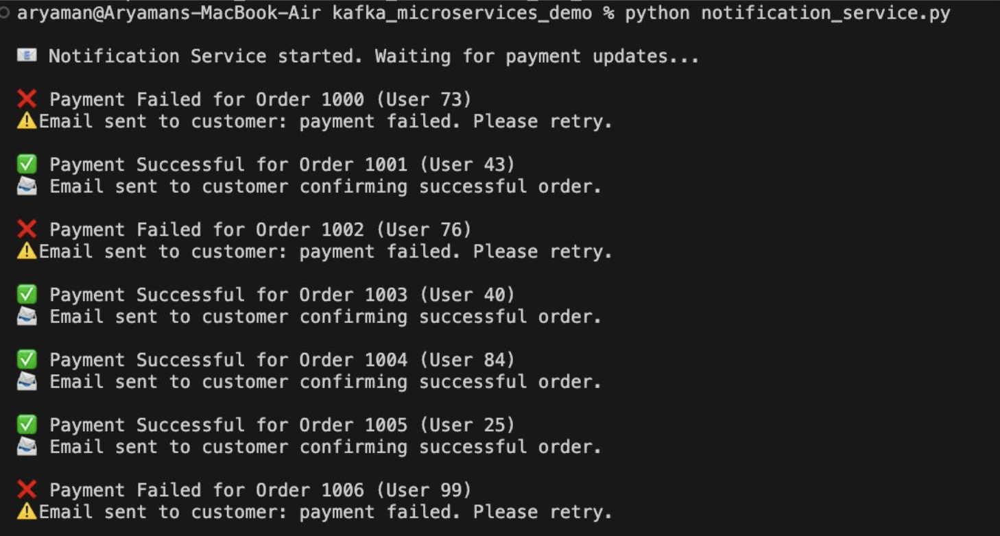 aryaman@Aryamans-MacBook-Air kafka_microservices_demo % python notification_service.py
📧 Notification Service started. Waiting for payment updates...
❌ Payment Failed for Order 1000 (User 73)
⚠️Email sent to customer: payment failed. Please retry.
✅ Payment Successful for Order 1001 (User 43)
📨 Email sent to customer confirming successful order.
❌ Payment Failed for Order 1002 (User 76)
⚠️Email sent to customer: payment failed. Please retry.
✅ Payment Successful for Order 1003 (User 40)
📨 Email sent to customer confirming successful order.
✅ Payment Successful for Order 1004 (User 84)
📨 Email sent to customer confirming successful order.
✅ Payment Successful for Order 1005 (User 25)
📨 Email sent to customer confirming successful order.
❌ Payment Failed for Order 1006 (User 99)
⚠️Email sent to customer: payment failed. Please retry.